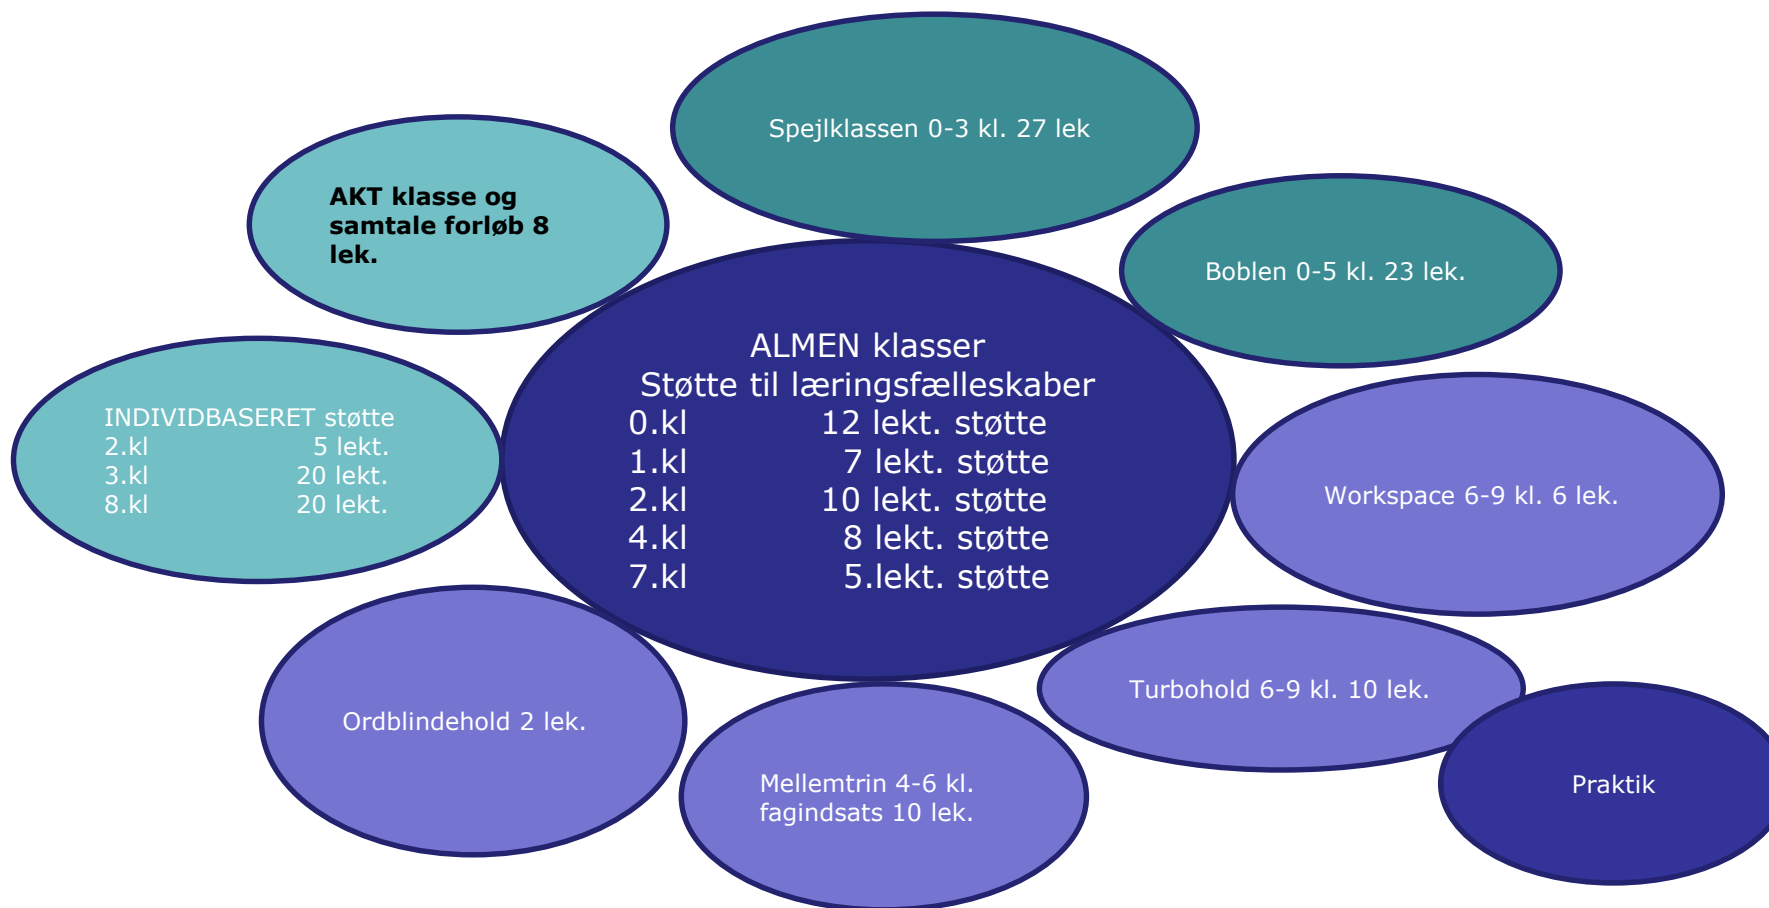 Spejlklassen 0-3 kl. 27 lek
AKT klasse og
samtale forløb 8
lek.
Boblen 0-5 kl. 23 lek.
ALMEN klasser
Støtte til læringsfælleskaber
0.kl 12 lekt. støtte
1.kl 7 lekt. støtte
2.kl 10 lekt. støtte
4.kl 8 lekt. støtte
7.kl 5.lekt. støtte
INDIVIDBASERET støtte
2.kl 5 lekt.
3.kl 20 lekt.
8.kl 20 lekt.
Workspace 6-9 kl. 6 lek.
Turbohold 6-9 kl. 10 lek.
Ordblindehold 2 lek.
Mellemtrin 4-6 kl.
fagindsats 10 lek.
Praktik